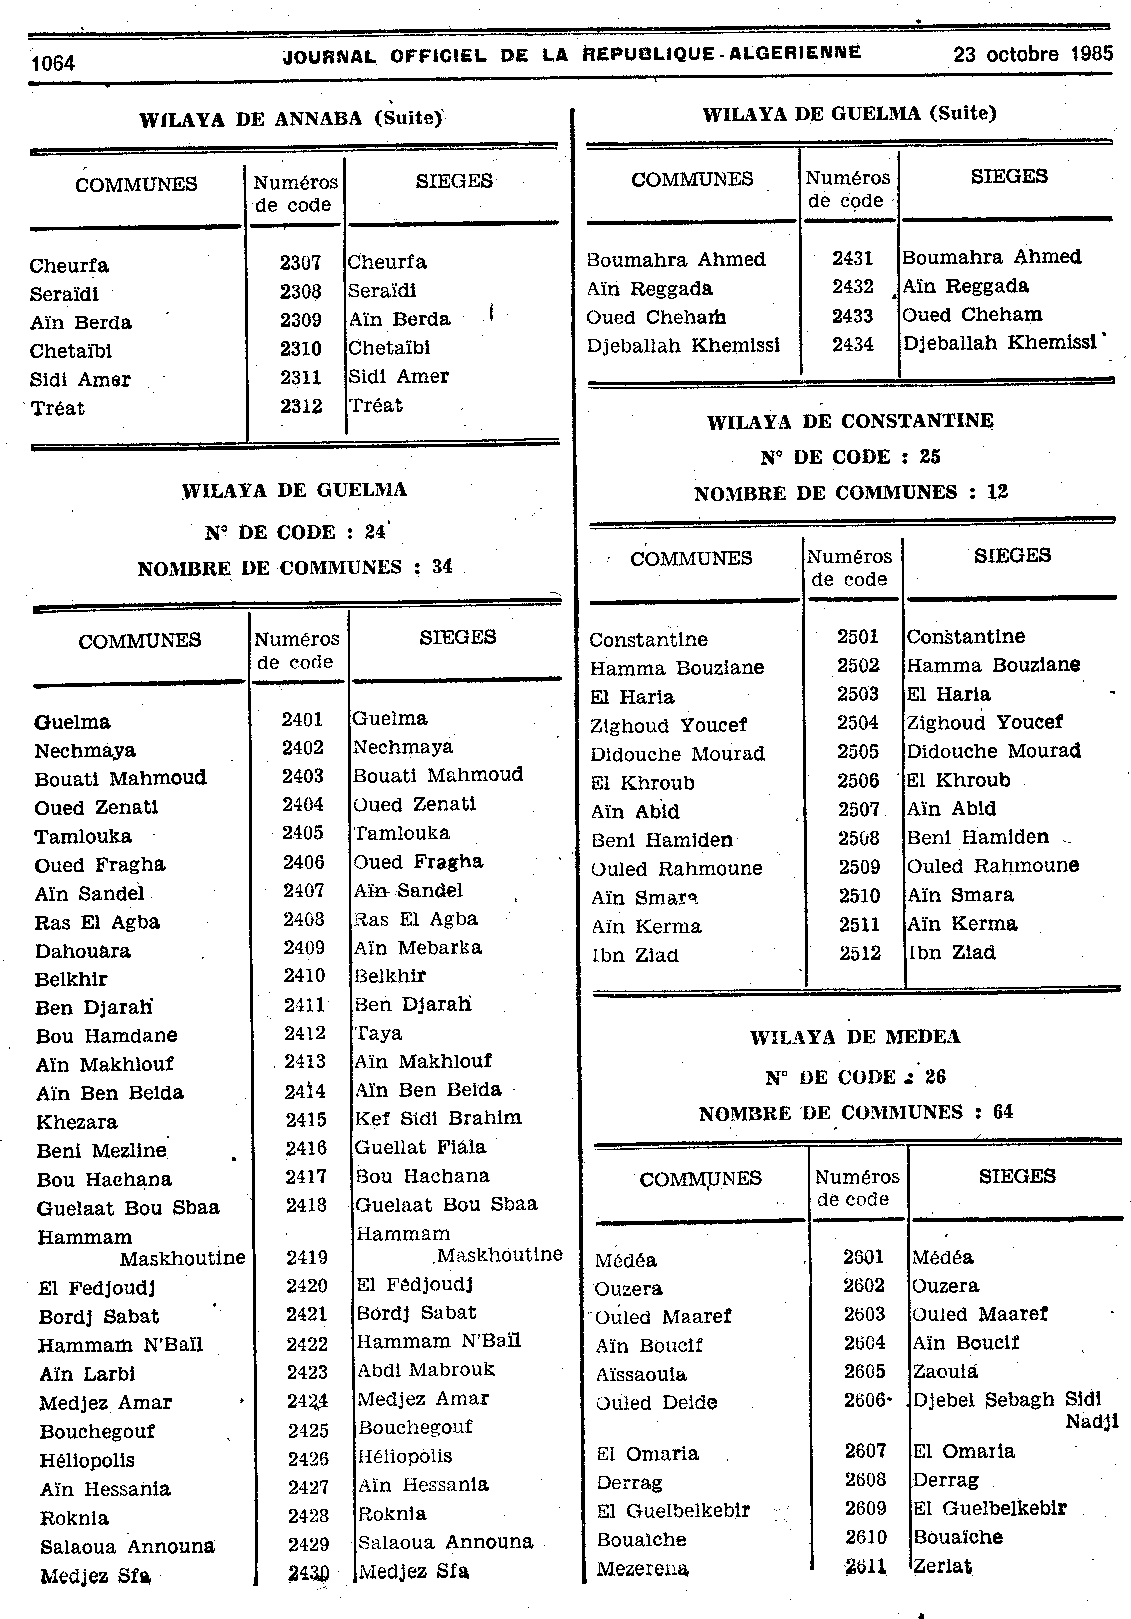 1064 JOURNAL OFFICIEL DE LA REPUBLIQUE ALGERIENNE 23 octobre 1985
WILAYA DE ANNABA (Suite)
COMMUNES Numéros SIEGES
de code
Cheurfa 2307 Cheurfa
Seraïdi 2308 Seraïdi
Aïn Berda 2309 Aïn Berda
Chetaïbi 2310 Chetaïbi
Sidi Amer 2311 Sidi Amer
Tréat 2312 Tréat
WILAYA DE GUELMA
N° DE CODE : 24
NOMBRE DE COMMUNES : 34
COMMUNES Numéros SIEGES
de code
Guelma 2401 Guelma
Nechmaya 2402 Nechmaya
Bouati Mahmoud 2403 Bouati Mahmoud
Oued Zenati 2404 Oued Zenati
Tamlouka 2405 Tamlouka
Oued Fragha 2406 Oued Fragha
Aïn Sandel 2407 Aïn Sandel
Ras El Agba 2408 Ras El Agba
Dahouara 2409 Aïn Mebarka
Belkhir 2410 Belkhir
Ben Djarah 2411 Ben Djarah
Bou Hamdane 2412 Taya
Aïn Makhlouf 2413 Aïn Makhlouf
Aïn Ben Beida 2414 Aïn Ben Beida
Khezara 2415 Kef Sidi Brahim
Beni Mezline 2416 Guellat Fiala
Bou Hachana 2417 Bou Hachana
Guelaat Bou Sbaa 2418 Guelaat Bou Sbaa
Hammam Hammam
Maskhoutine 2419 Maskhoutine
El Fedjoudj 2420 El Fedjoudj
Bordj Sabat 2421 Bordj Sabat
Hammam N'Baïl 2422 Hammam N'Baïl
Aïn Larbi 2423 Abdi Mabrouk
Medjez Amar 2424 Medjez Amar
Bouchegouf 2425 Bouchegouf
Héliopolis 2426 Héliopolis
Aïn Hessania 2427 Aïn Hessania
Roknia 2428 Roknia
Salaoua Announa 2429 Salaoua Announa
Medjez Sfa 2430 Medjez Sfa
WILAYA DE GUELMA (Suite)
COMMUNES Numéros SIEGES
de code
Boumahra Ahmed 2431 Boumahra Ahmed
Aïn Reggada 2432 Aïn Reggada
Oued Cheham 2433 Oued Cheham
Djeballah Khemissi 2434 Djeballah Khemissi
WILAYA DE CONSTANTINE
N° DE CODE : 25
NOMBRE DE COMMUNES : 12
COMMUNES Numéros SIEGES
de code
Constantine 2501 Constantine
Hamma Bouziane 2502 Hamma Bouziane
El Haria 2503 El Haria
Zighoud Youcef 2504 Zighoud Youcef
Didouche Mourad 2505 Didouche Mourad
El Khroub 2506 El Khroub
Aïn Abid 2507 Aïn Abid
Beni Hamiden 2508 Beni Hamiden
Ouled Rahmoune 2509 Ouled Rahmoune
Aïn Smara 2510 Aïn Smara
Aïn Kerma 2511 Aïn Kerma
Ibn Ziad 2512 Ibn Ziad
WILAYA DE MEDEA
N° DE CODE : 26
NOMBRE DE COMMUNES : 64
COMMUNES Numéros SIEGES
de code
Médéa 2601 Médéa
Ouzera 2602 Ouzera
Ouled Maaref 2603 Ouled Maaref
Aïn Boucif 2604 Aïn Boucif
Aïssaouia 2605 Zaouia
Ouled Deide 2606 Djebel Sebagh Sidi
Nadji
El Omaria 2607 El Omaria
Derrag 2608 Derrag
El Guelbelkebir 2609 El Guelbelkebir
Bouaiche 2610 Bouaïche
Mezerena 2611 Zeriat